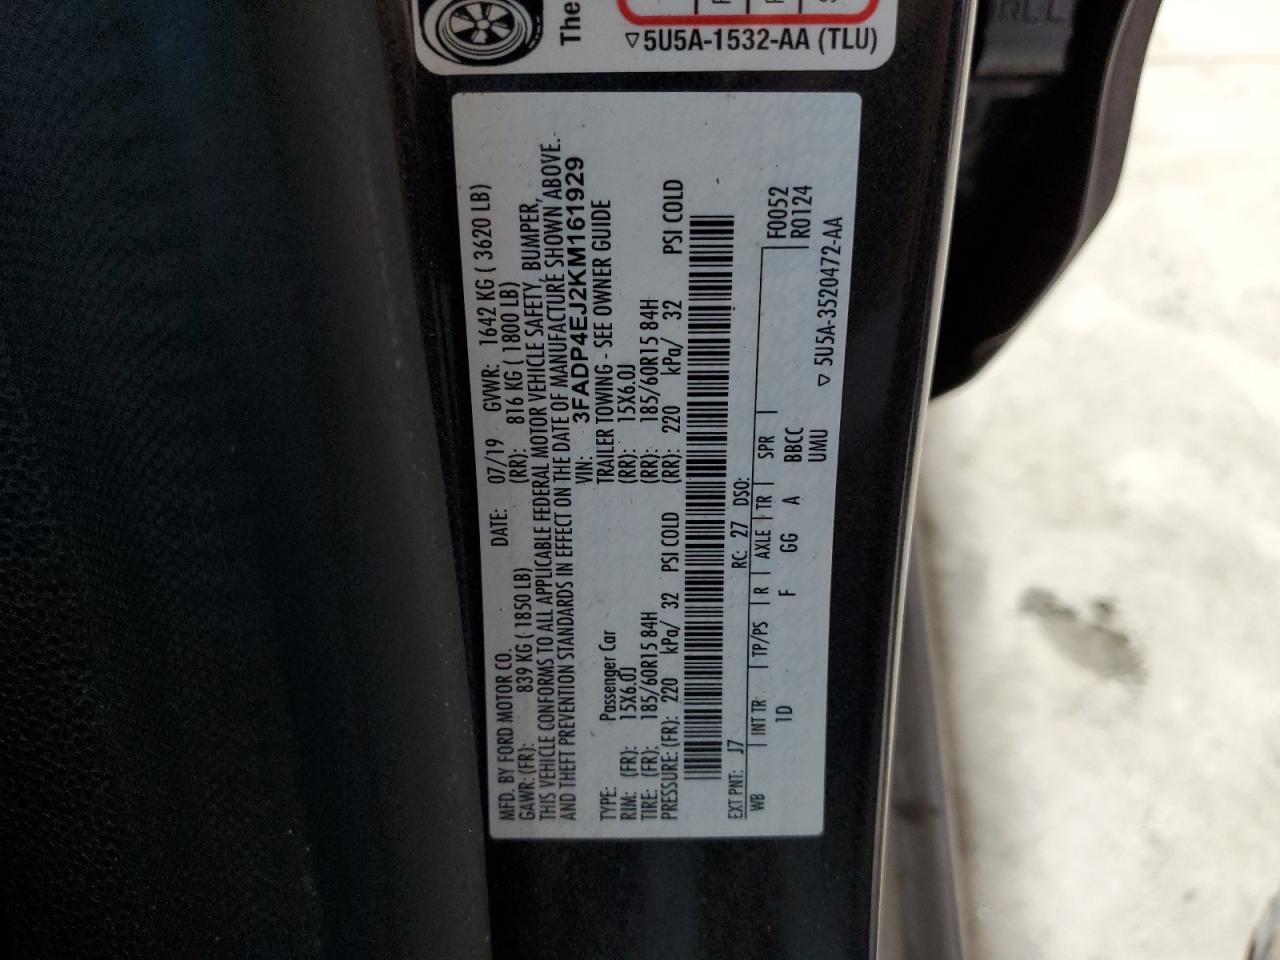 The
5U5A-1532-AA (TLU)
MFD. BY FORD MOTOR CO. DATE: 07/19 GVWR: 1642 KG ( 3620 LB)
GAWR: (FR): 839 KG ( 1850 LB) (RR): 816 KG ( 1800 LB)
THIS VEHICLE CONFORMS TO ALL APPLICABLE FEDERAL MOTOR VEHICLE SAFETY, BUMPER,
AND THEFT PREVENTION STANDARDS IN EFFECT ON THE DATE OF MANUFACTURE SHOWN ABOVE.
VIN: 3FADP4EJ2KM161929
TYPE: Passenger Car TRAILER TOWING - SEE OWNER GUIDE
RIM: (FR): 15X6.0J (RR): 15X6.0J
TIRE: (FR): 185/60R15 84H (RR): 185/60R15 84H
PRESSURE: (FR): 220 kPa/ 32 PSI COLD (RR): 220 kPa/ 32 PSI COLD
EXT PNT: J7 RC: 27 DSO:
WB INT TR: TP/PS R AXLE TR SPR F0052
1D F GG A BBCC R0124
UMU
5U5A-3520472-AA